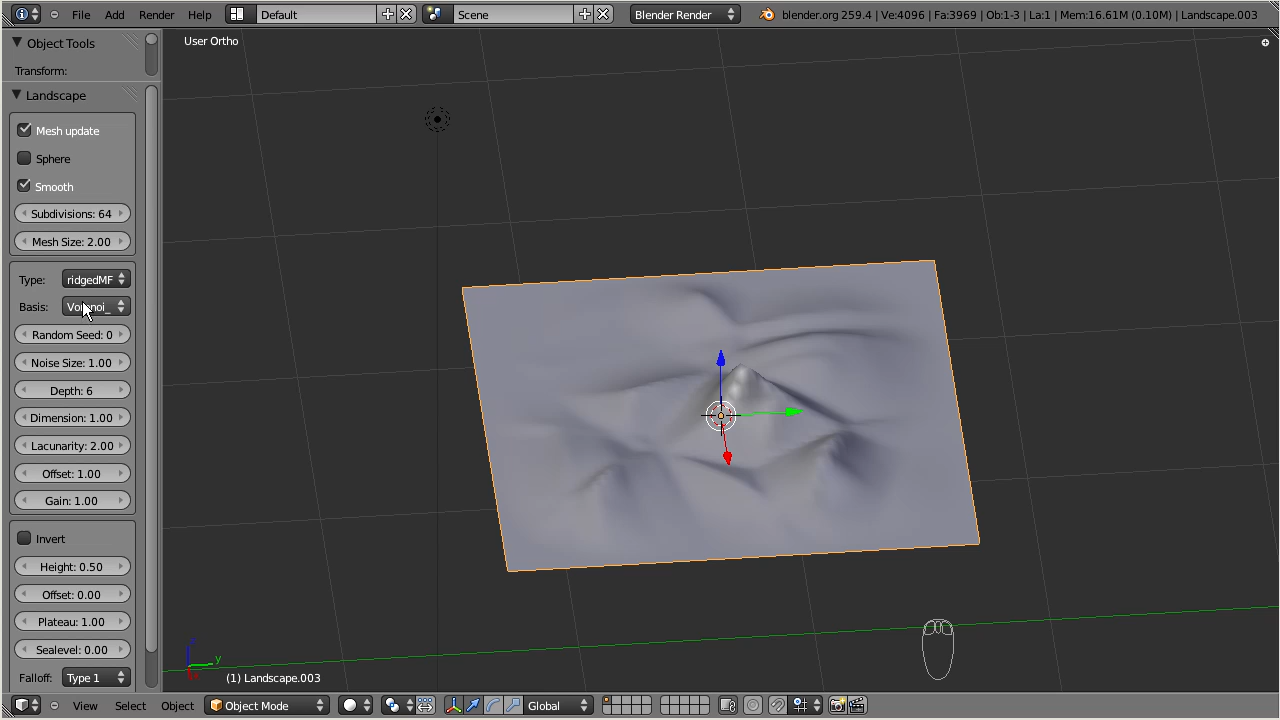 File Add Render Help Default Scene Blender Render blender.org 259.4 | Ve:4096 | Fa:3969 | Ob:1-3 | La:1 | Mem:16.61M (0.10M) | Landscape.003
Object Tools
User Ortho
Transform:
Landscape
Mesh update
Sphere
Smooth
Subdivisions: 64
Mesh Size: 2.00
Type: ridgedMF
Basis:
Random Seed: 0
Noise Size: 1.00
Depth: 6
Dimension: 1.00
Lacunarity: 2.00
Offset: 1.00
Gain: 1.00
Invert
Height: 0.50
Offset: 0.00
Plateau: 1.00
Sealevel: 0.00
Falloff: Type 1
y
(1) Landscape.003
View Select Object Object Mode Global